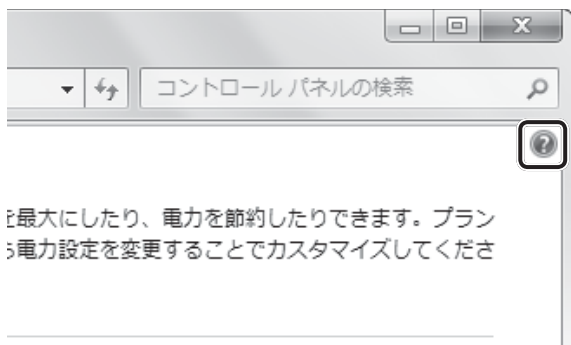 コントロール パネルの検索
を最大にしたり、電力を節約したりできます。プラン
電力設定を変更することでカスタマイズしてくださ